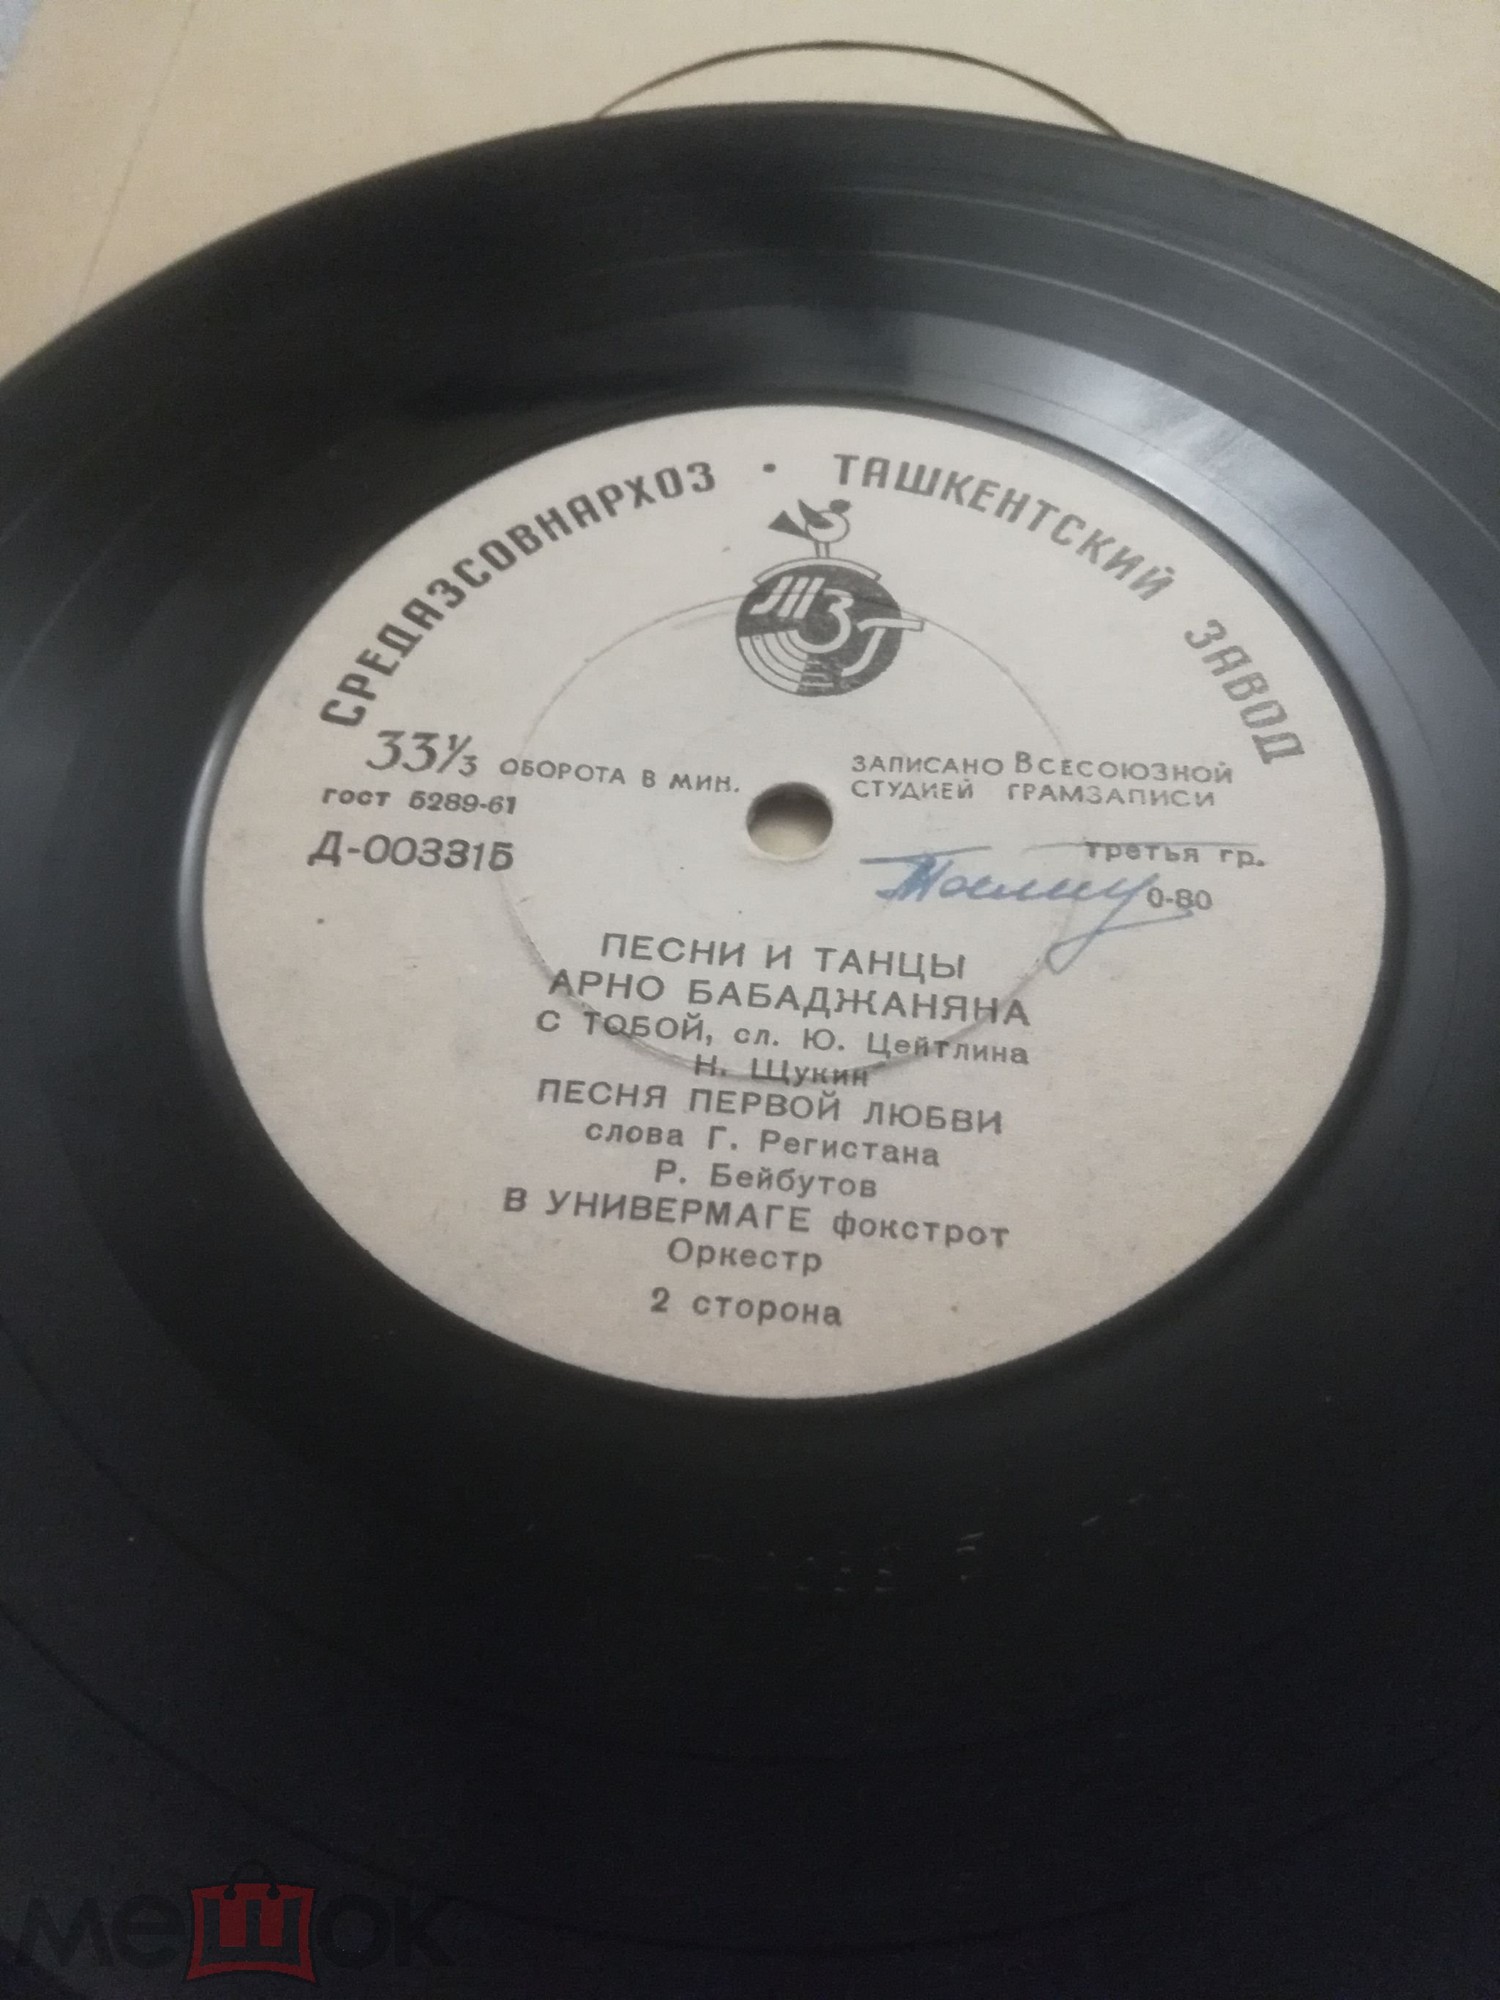 СРЕДАЗСОВНАРХОЗ • ТАШКЕНТСКИЙ ЗАВОД
ТЗГ
33⅓ ОБОРОТА В МИН.
ГОСТ 5289-61
Д-003315
ЗАПИСАНО ВСЕСОЮЗНОЙ
СТУДИЕЙ ГРАМЗАПИСИ
третья гр.
0-80
ПЕСНИ И ТАНЦЫ
АРНО БАБАДЖАНЯНА
С ТОБОЙ, сл. Ю. Цейтлина
Н. Щукин
ПЕСНЯ ПЕРВОЙ ЛЮБВИ
слова Г. Регистана
Р. Бейбутов
В УНИВЕРМАГЕ фокстрот
Оркестр
2 сторона
мешок